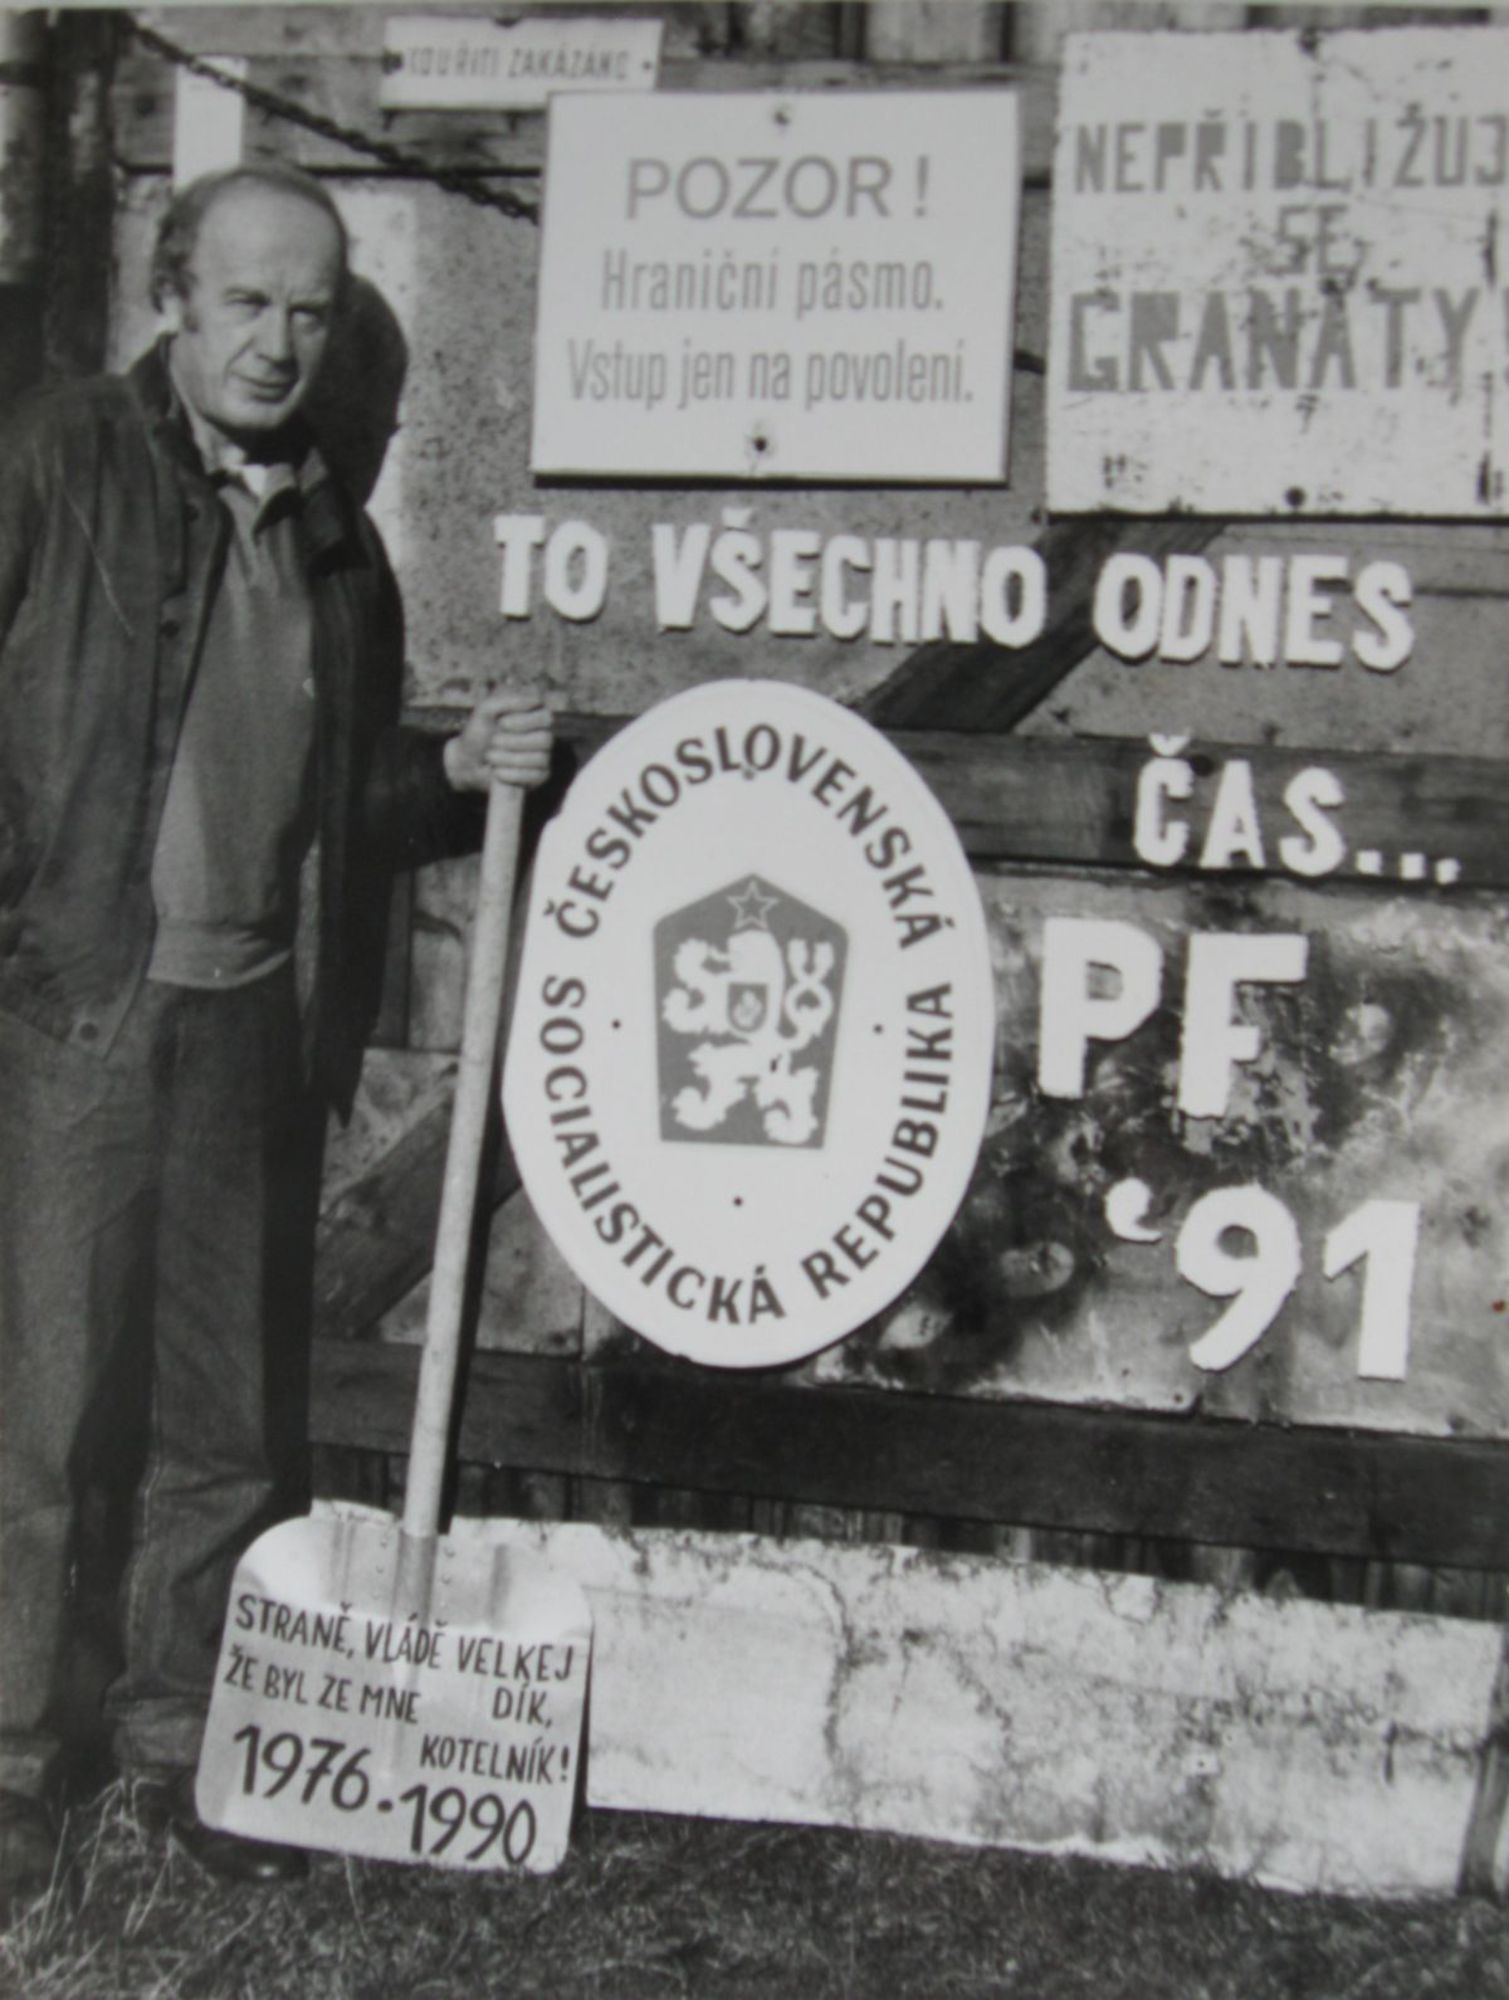 KOUŘITI ZAKÁZÁNO
POZOR!
Hraniční pásmo.
Vstup jen na povolení.
NEPŘIBLIŽUJ
SE
GRANÁTY
TO VŠECHNO ODNES
ČAS...
ČESKOSLOVENSKÁ
SOCIALISTICKÁ REPUBLIKA
PF
'91
STRANĚ, VLÁDĚ VELKEJ
DÍK,
ŽE BYL ZE MNE
KOTELNÍK!
1976.1990